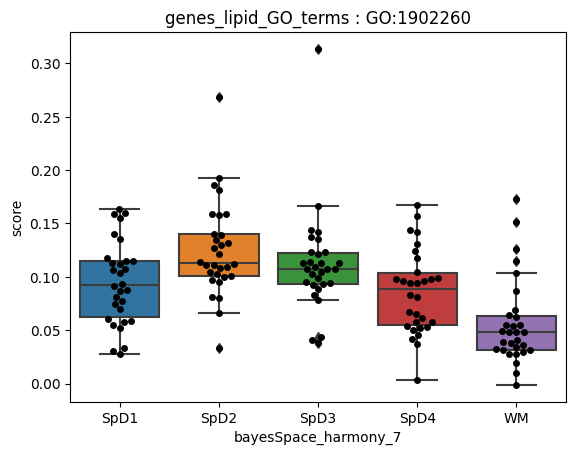 genes_lipid_GO_terms : GO:1902260
score
0.30
0.25
0.20
0.15
0.10
0.05
0.00
SpD1 SpD2 SpD3 SpD4 WM
bayesSpace_harmony_7